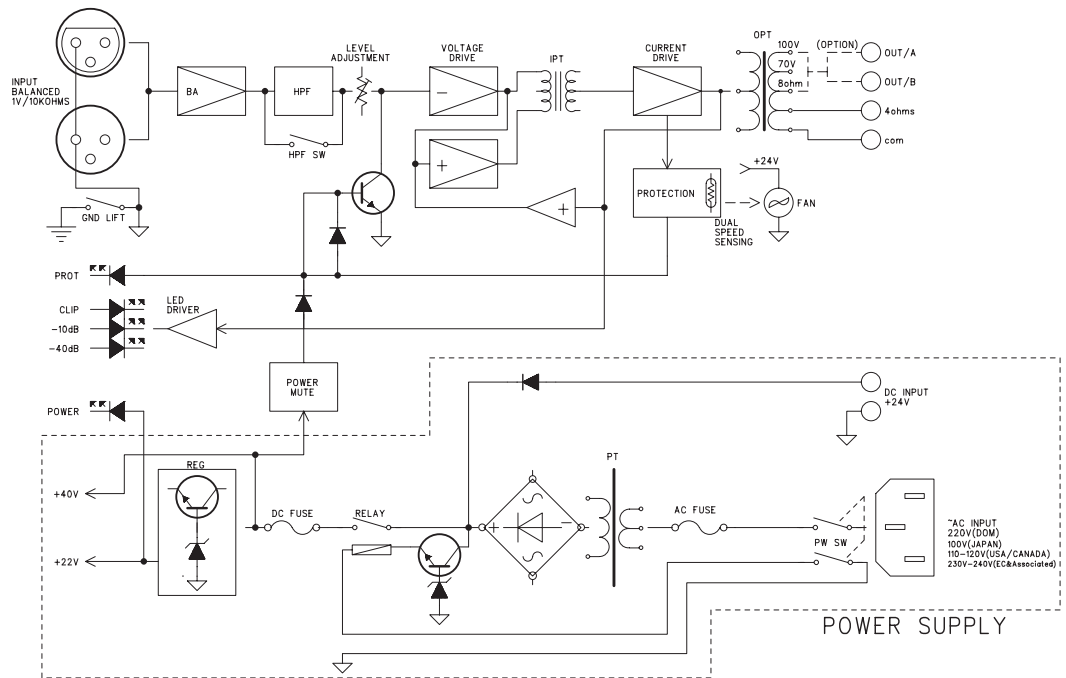 INPUT
BALANCED
1V/10KOHMS
BA
HPF
HPF SW
LEVEL
ADJUSTMENT
VOLTAGE
DRIVE
−
+
IPT
CURRENT
DRIVE
OPT
100V
70V
8ohm
(OPTION)
OUT/A
OUT/B
4ohms
com
+
PROTECTION
DUAL
SPEED
SENSING
+24V
FAN
GND LIFT
PROT
CLIP
−10dB
−40dB
LED
DRIVER
POWER
MUTE
POWER
DC INPUT
+24V
REG
+40V
+22V
DC FUSE
RELAY
+
−
PT
AC FUSE
PW SW
~AC INPUT
220V(DOM)
100V(JAPAN)
110−120V(USA/CANADA)
230V−240V(EC&Associated)
POWER SUPPLY